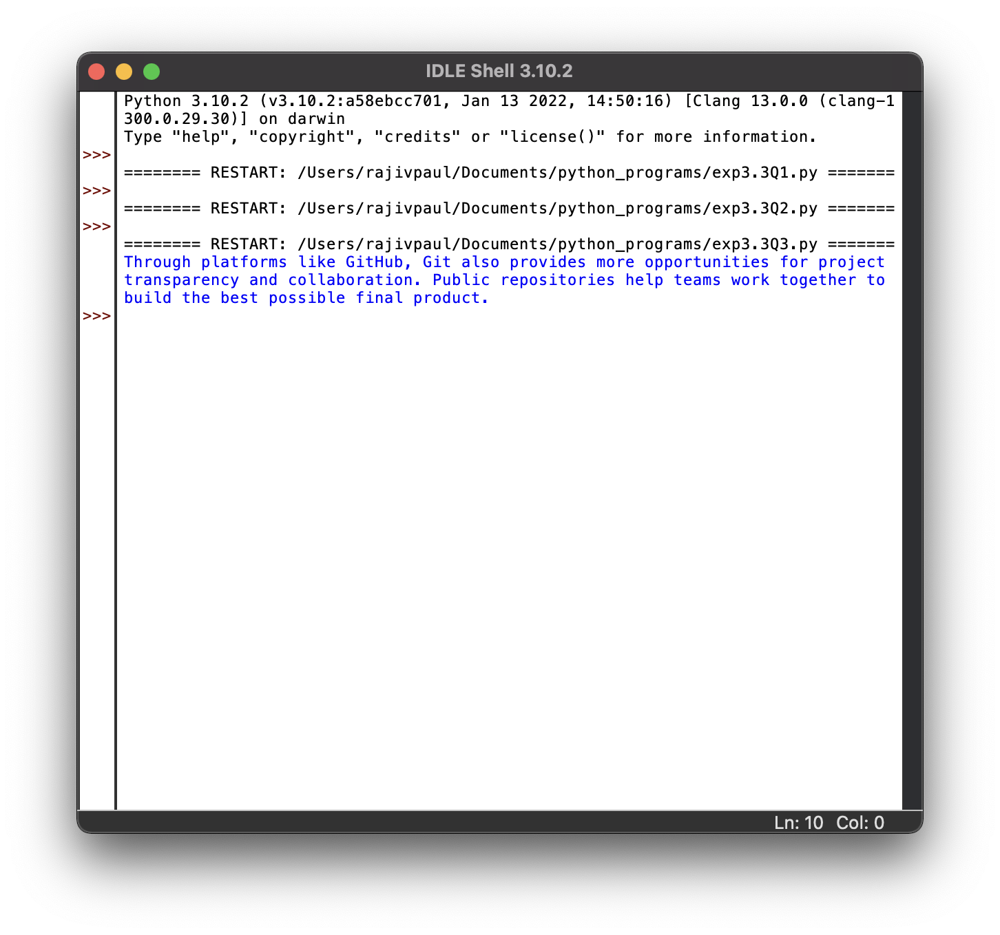 IDLE Shell 3.10.2
Python 3.10.2 (v3.10.2:a58ebcc701, Jan 13 2022, 14:50:16) [Clang 13.0.0 (clang-1
300.0.29.30)] on darwin
Type "help", "copyright", "credits" or "license()" for more information.
>>>
======== RESTART: /Users/rajivpaul/Documents/python_programs/exp3.3Q1.py =======
>>>
======== RESTART: /Users/rajivpaul/Documents/python_programs/exp3.3Q2.py =======
>>>
======== RESTART: /Users/rajivpaul/Documents/python_programs/exp3.3Q3.py =======
Through platforms like GitHub, Git also provides more opportunities for project
transparency and collaboration. Public repositories help teams work together to
build the best possible final product.
>>>
Ln: 10 Col: 0